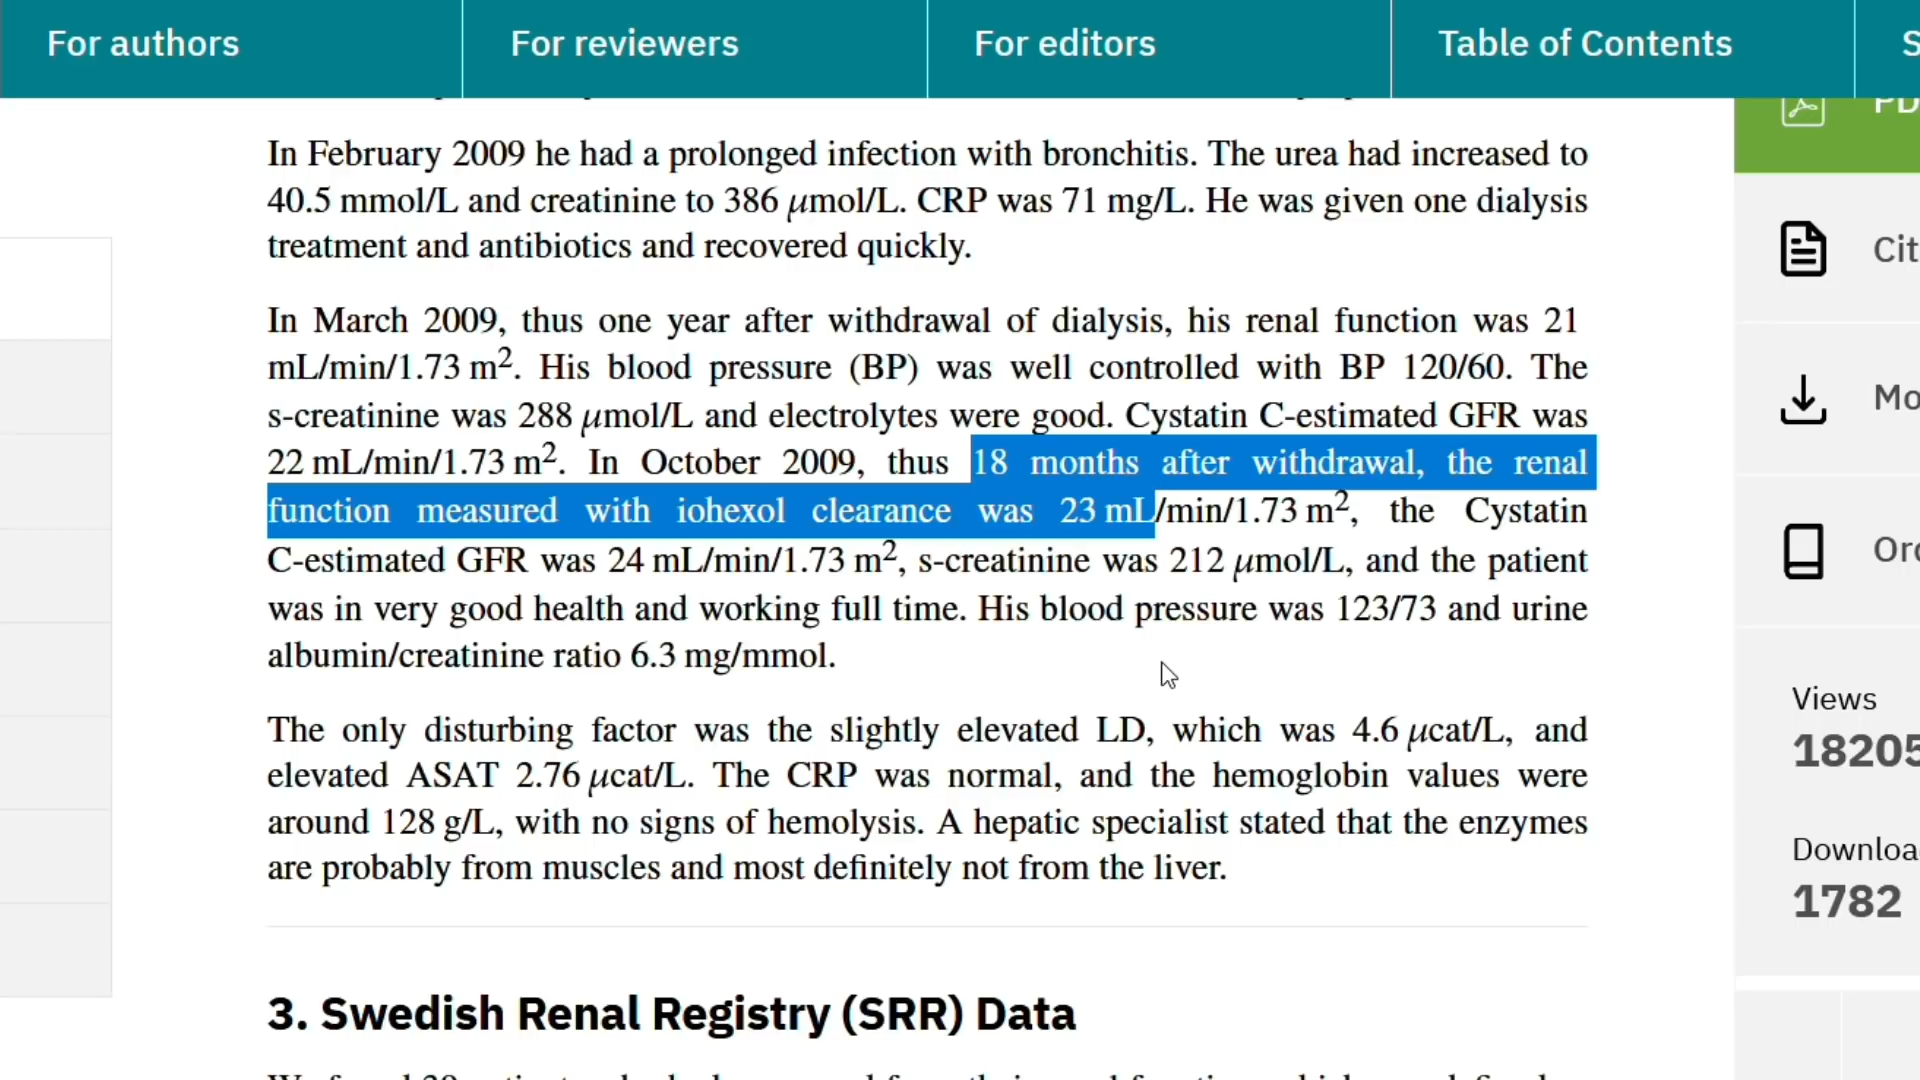 For authors
For reviewers
For editors
Table of Contents
S
PD
In February 2009 he had a prolonged infection with bronchitis. The urea had increased to
40.5 mmol/L and creatinine to 386 μmol/L. CRP was 71 mg/L. He was given one dialysis
treatment and antibiotics and recovered quickly.
In March 2009, thus one year after withdrawal of dialysis, his renal function was 21
mL/min/1.73 m². His blood pressure (BP) was well controlled with BP 120/60. The
s-creatinine was 288 μmol/L and electrolytes were good. Cystatin C-estimated GFR was
22 mL/min/1.73 m². In October 2009, thus 18 months after withdrawal, the renal
function measured with iohexol clearance was 23 mL/min/1.73 m², the Cystatin
C-estimated GFR was 24 mL/min/1.73 m², s-creatinine was 212 μmol/L, and the patient
was in very good health and working full time. His blood pressure was 123/73 and urine
albumin/creatinine ratio 6.3 mg/mmol.
The only disturbing factor was the slightly elevated LD, which was 4.6 μcat/L, and
elevated ASAT 2.76 μcat/L. The CRP was normal, and the hemoglobin values were
around 128 g/L, with no signs of hemolysis. A hepatic specialist stated that the enzymes
are probably from muscles and most definitely not from the liver.
3. Swedish Renal Registry (SRR) Data
Cit
Mo
Ord
Views
18205
Downloa
1782